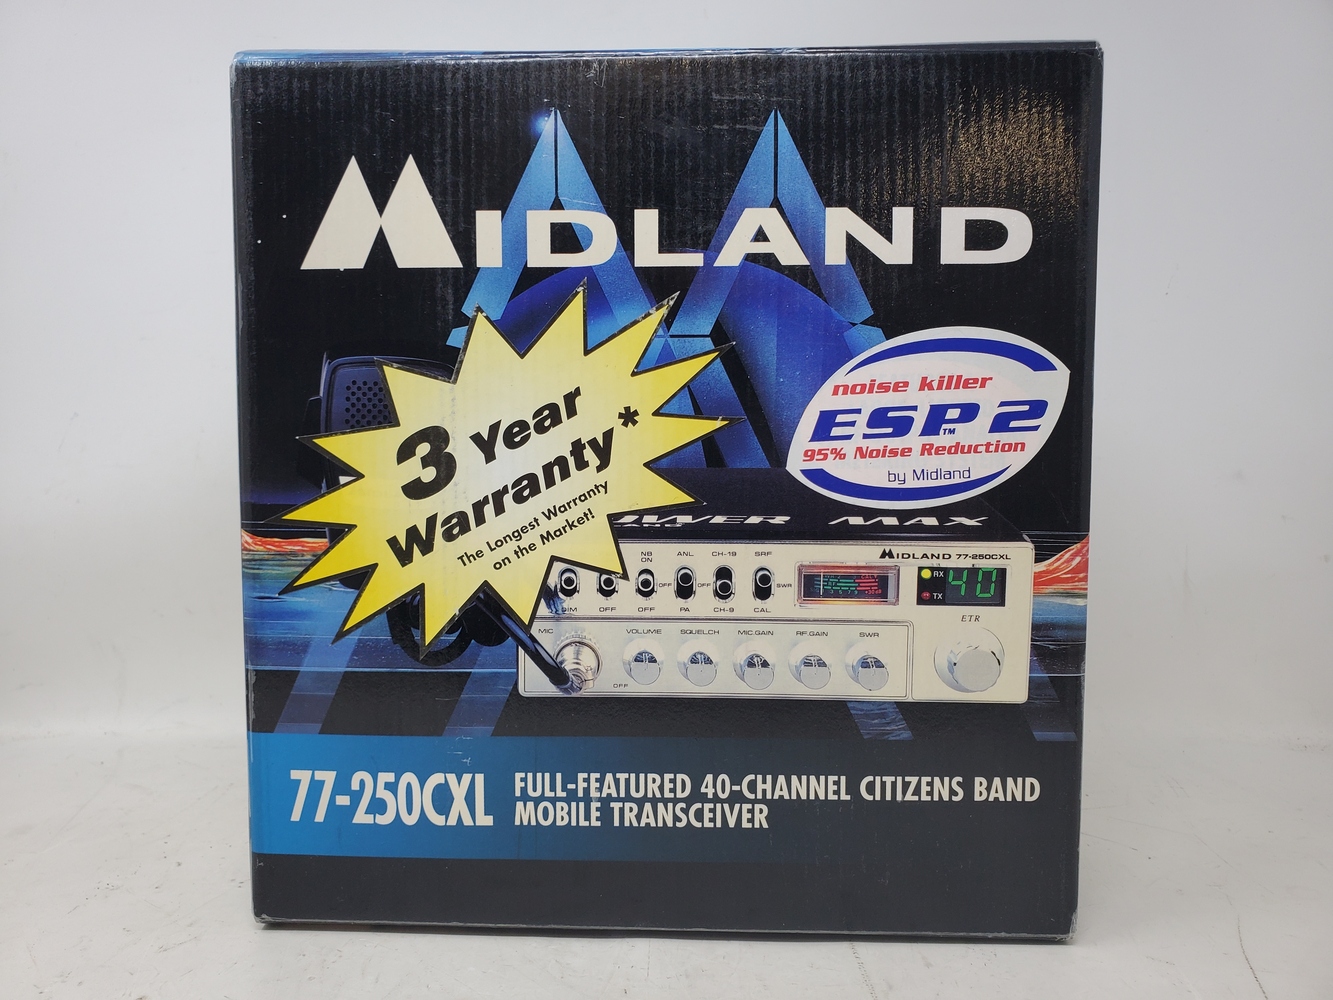 MIDLAND
3 Year
Warranty*
The Longest Warranty
on the Market!
noise killer
ESP 2
TM
95% Noise Reduction
by Midland
MAX
MIDLAND 77-250CXL
NB
ON
ANL
CH-19
SRF
OFF
OFF
SWR
OFF
OFF
PA
CH-9
CAL
RX
TX
40
ETR
MIC
VOLUME
SQUELCH
MIC.GAIN
RF.GAIN
SWR
OFF
77-250CXL
FULL-FEATURED 40-CHANNEL CITIZENS BAND
MOBILE TRANSCEIVER